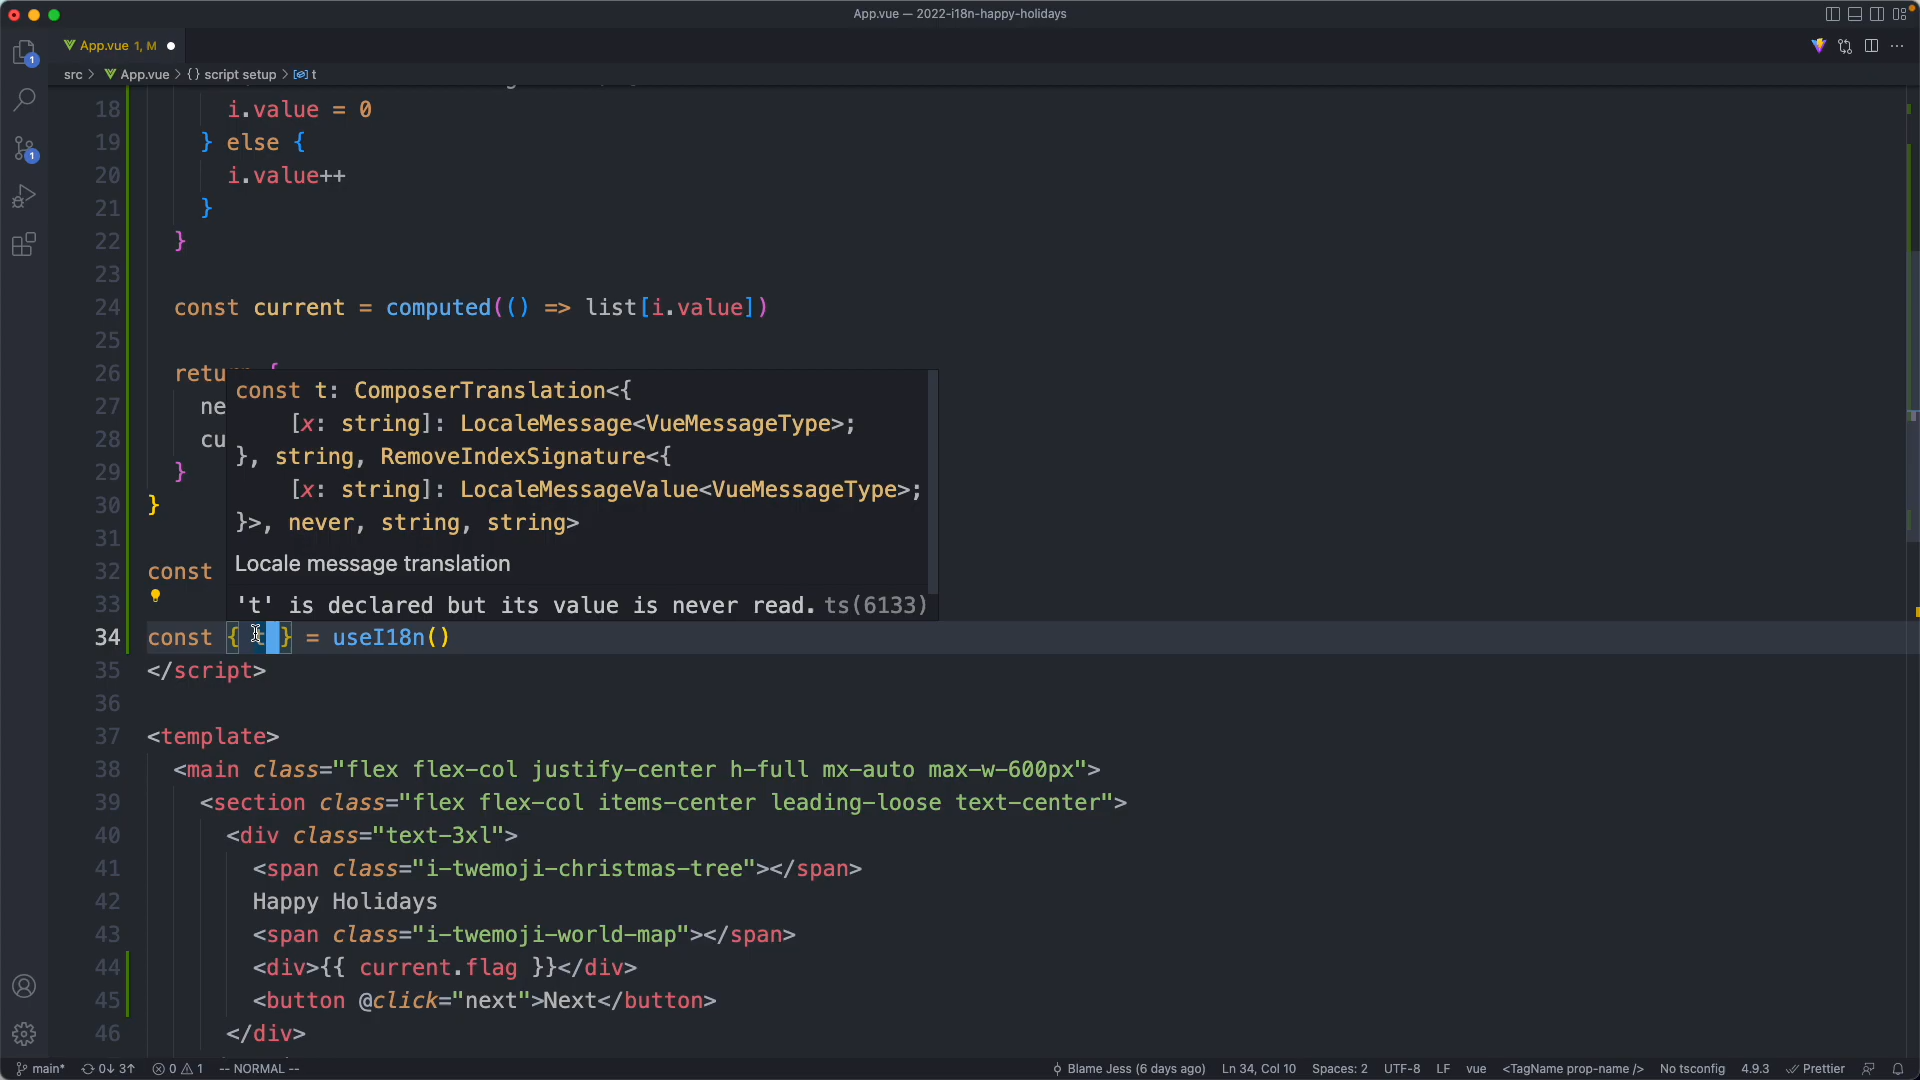 App.vue — 2022-i18n-happy-holidays
App.vue 1, M
src > App.vue > {} script setup > t
18 i.value = 0
19 } else {
20 i.value++
21 }
22 }
23
24 const current = computed(() => list[i.value])
25
26 retu
27 ne
28 cu
29 }
30 }
31
32 const
33
34 const { t } = useI18n()
35 </script>
36
37 <template>
38 <main class="flex flex-col justify-center h-full mx-auto max-w-600px">
39 <section class="flex flex-col items-center leading-loose text-center">
40 <div class="text-3xl">
41 <span class="i-twemoji-christmas-tree"></span>
42 Happy Holidays
43 <span class="i-twemoji-world-map"></span>
44 <div>{{ current.flag }}</div>
45 <button @click="next">Next</button>
46 </div>
const t: ComposerTranslation<{
[x: string]: LocaleMessage<VueMessageType>;
}, string, RemoveIndexSignature<{
[x: string]: LocaleMessageValue<VueMessageType>;
}>, never, string, string>
Locale message translation
't' is declared but its value is never read. ts(6133)
1
1
main* 0↓ 3↑ 0 1 -- NORMAL -- Blame Jess (6 days ago) Ln 34, Col 10 Spaces: 2 UTF-8 LF vue <TagName prop-name /> No tsconfig 4.9.3 Prettier